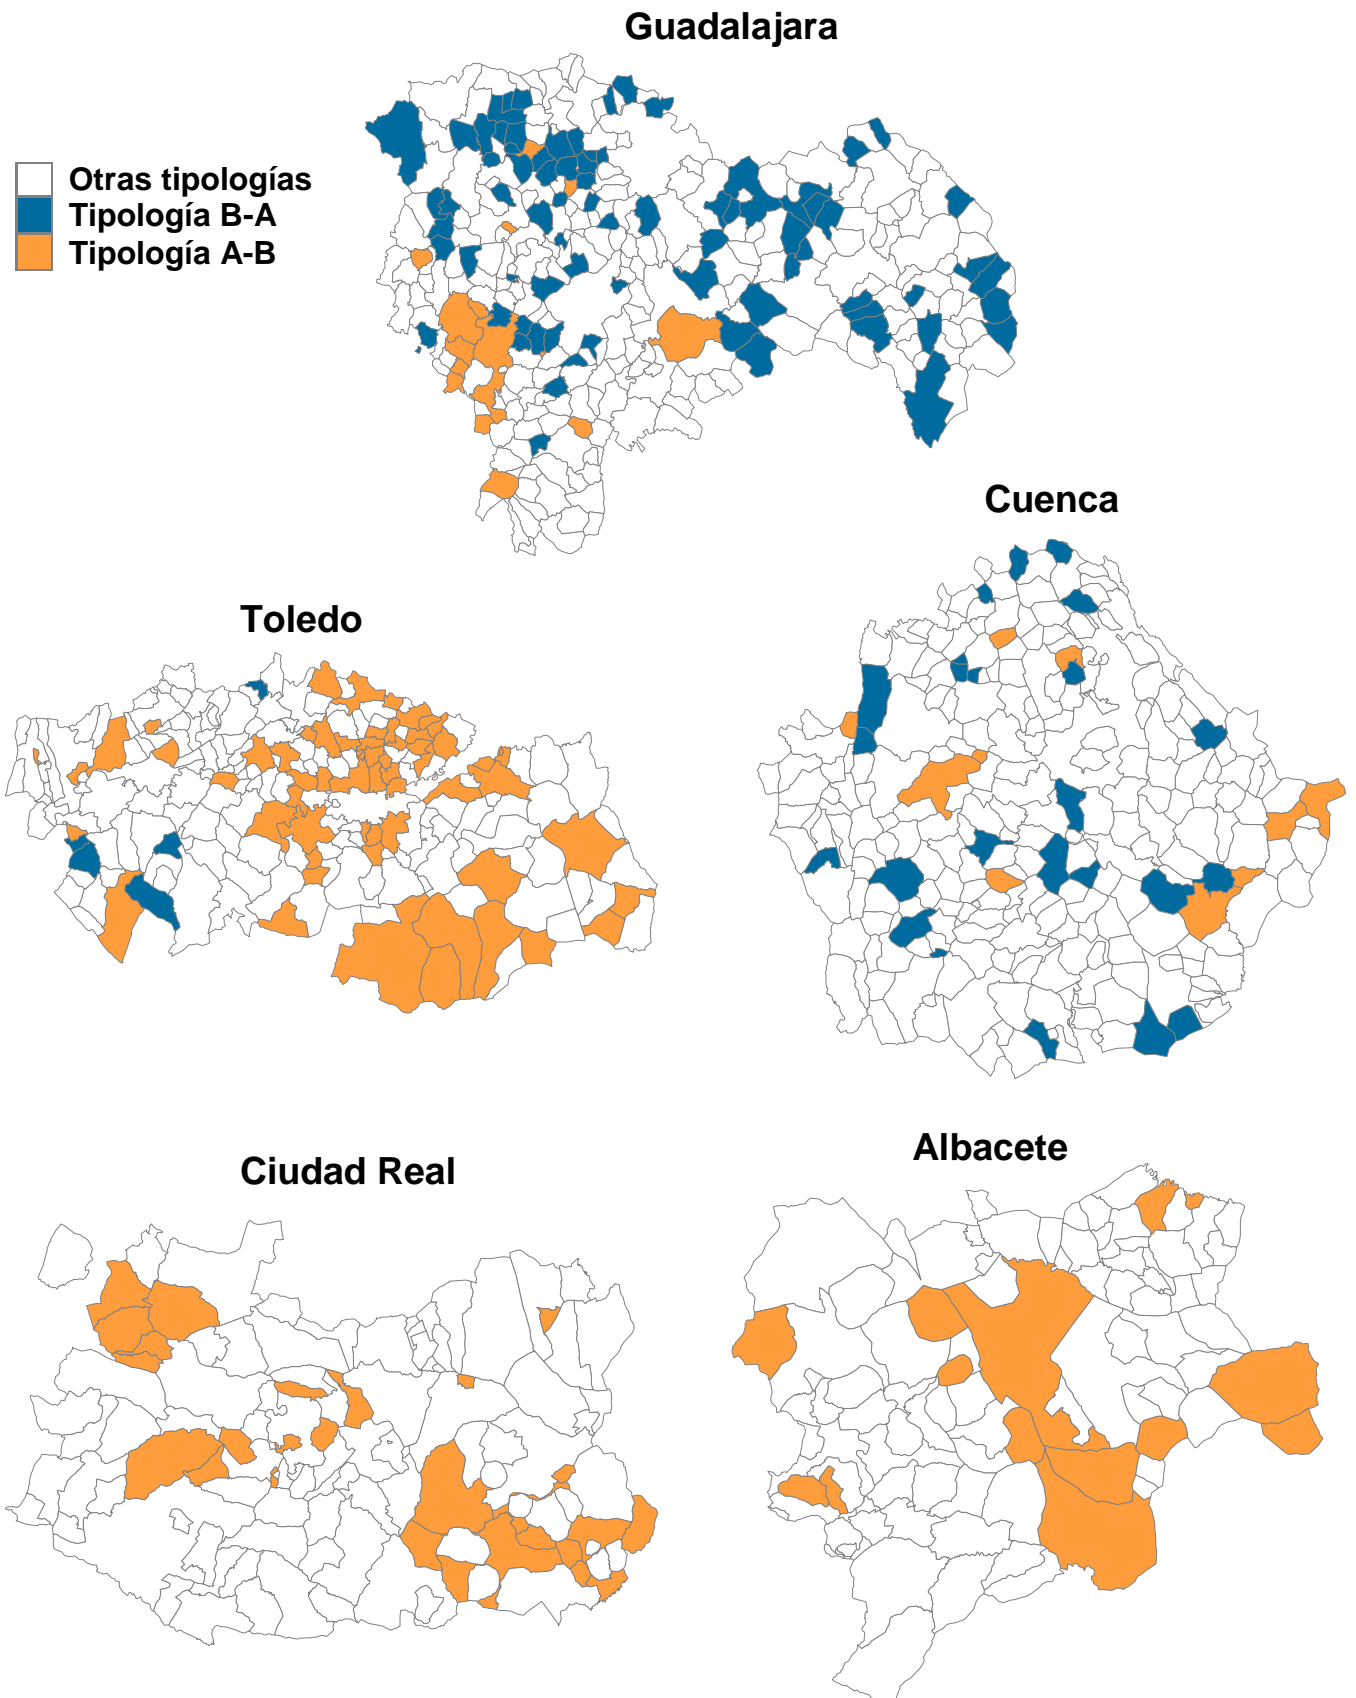 Guadalajara
Otras tipologías
Tipología B-A
Tipología A-B
Cuenca
Toledo
Albacete
Ciudad Real